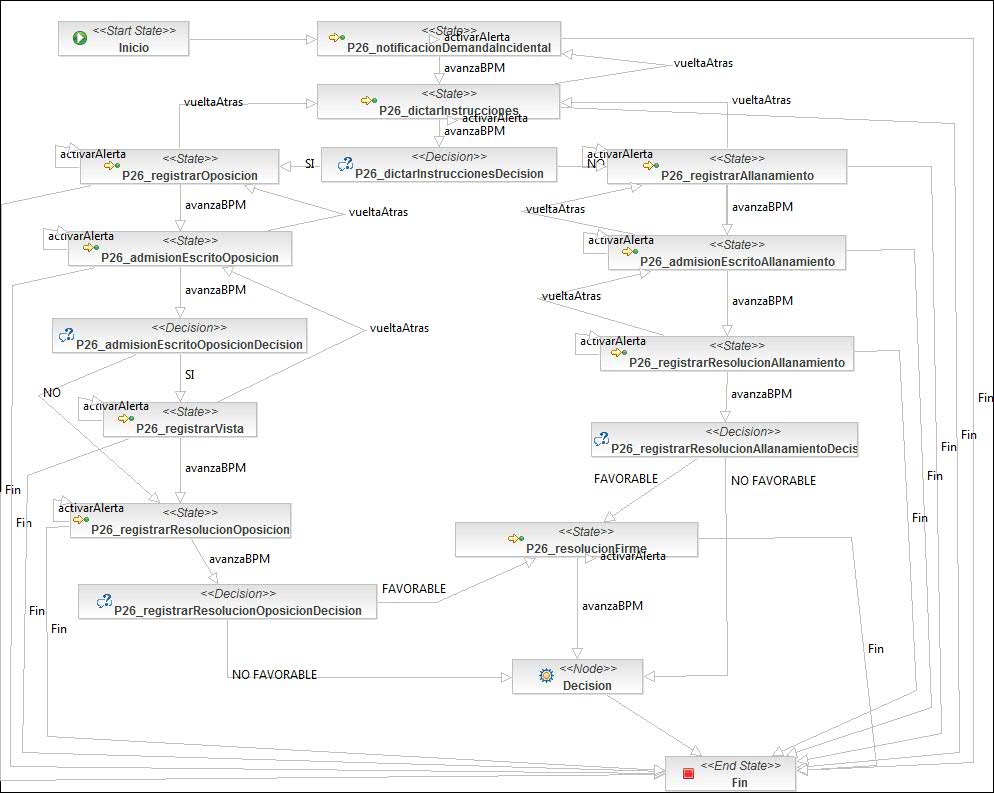 <<Start State>>
Inicio
<<State>>
activarAlerta
P26_notificacionDemandaIncidental
avanzaBPM
vueltaAtras
<<State>>
P26_dictarInstrucciones
activarAlerta
avanzaBPM
vueltaAtras
vueltaAtras
<<Decision>>
P26_dictarInstruccionesDecision
SI
NO
activarAlerta
<<State>>
P26_registrarOposicion
activarAlerta
<<State>>
P26_registrarAllanamiento
avanzaBPM
vueltaAtras
vueltaAtras
avanzaBPM
activarAlerta
<<State>>
P26_admisionEscritoOposicion
activarAlerta
<<State>>
P26_admisionEscritoAllanamiento
avanzaBPM
vueltaAtras
avanzaBPM
<<Decision>>
P26_admisionEscritoOposicionDecision
vueltaAtras
activarAlerta
<<State>>
P26_registrarResolucionAllanamiento
SI
NO
avanzaBPM
Fin
activarAlerta
<<State>>
P26_registrarVista
<<Decision>>
P26_registrarResolucionAllanamientoDecis
Fin
Fin
avanzaBPM
FAVORABLE
NO FAVORABLE
Fin
Fin
activarAlerta
<<State>>
P26_registrarResolucionOposicion
Fin
Fin
<<State>>
P26_resolucionFirme
activarAlerta
avanzaBPM
<<Decision>>
P26_registrarResolucionOposicionDecision
FAVORABLE
avanzaBPM
Fin
Fin
Fin
NO FAVORABLE
<<Node>>
Decision
<<End State>>
Fin